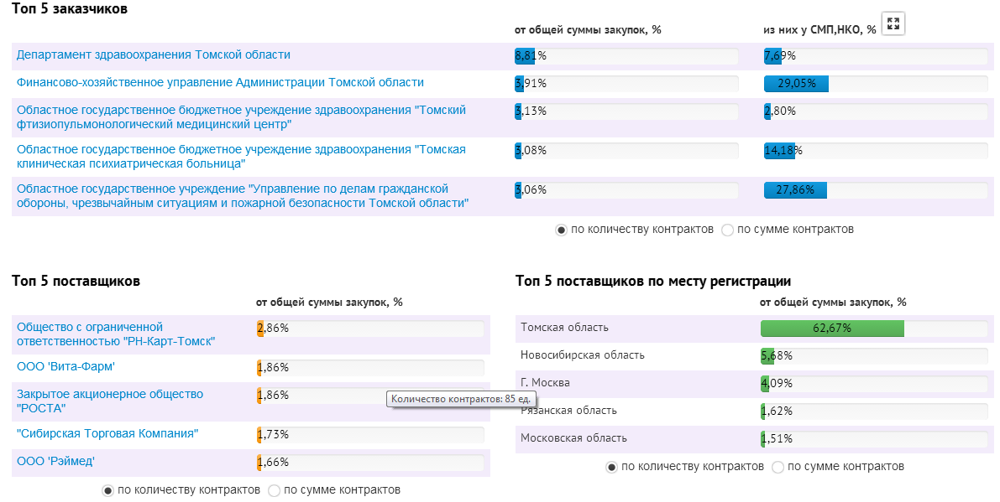 Топ 5 заказчиков
от общей суммы закупок, % из них у СМП,НКО, %
Департамент здравоохранения Томской области 8,81% 7,69%
Финансово-хозяйственное управление Администрации Томской области 3,91% 29,05%
Областное государственное бюджетное учреждение здравоохранения "Томский 3,13% 2,80%
фтизиопульмонологический медицинский центр"
Областное государственное бюджетное учреждение здравоохранения "Томская 3,08% 14,18%
клиническая психиатрическая больница"
Областное государственное учреждение "Управление по делам гражданской 3,06% 27,86%
обороны, чрезвычайным ситуациям и пожарной безопасности Томской области"
по количеству контрактов по сумме контрактов
Топ 5 поставщиков
от общей суммы закупок, %
Общество с ограниченной 2,86%
ответственностью "РН-Карт-Томск"
ООО 'Вита-Фарм' 1,86%
Закрытое акционерное общество 1,86%
"РОСТА"
Количество контрактов: 85 ед.
"Сибирская Торговая Компания" 1,73%
ООО 'Рэймед' 1,66%
по количеству контрактов по сумме контрактов
Топ 5 поставщиков по месту регистрации
от общей суммы закупок, %
Томская область 62,67%
Новосибирская область 5,68%
Г. Москва 4,09%
Рязанская область 1,62%
Московская область 1,51%
по количеству контрактов по сумме контрактов